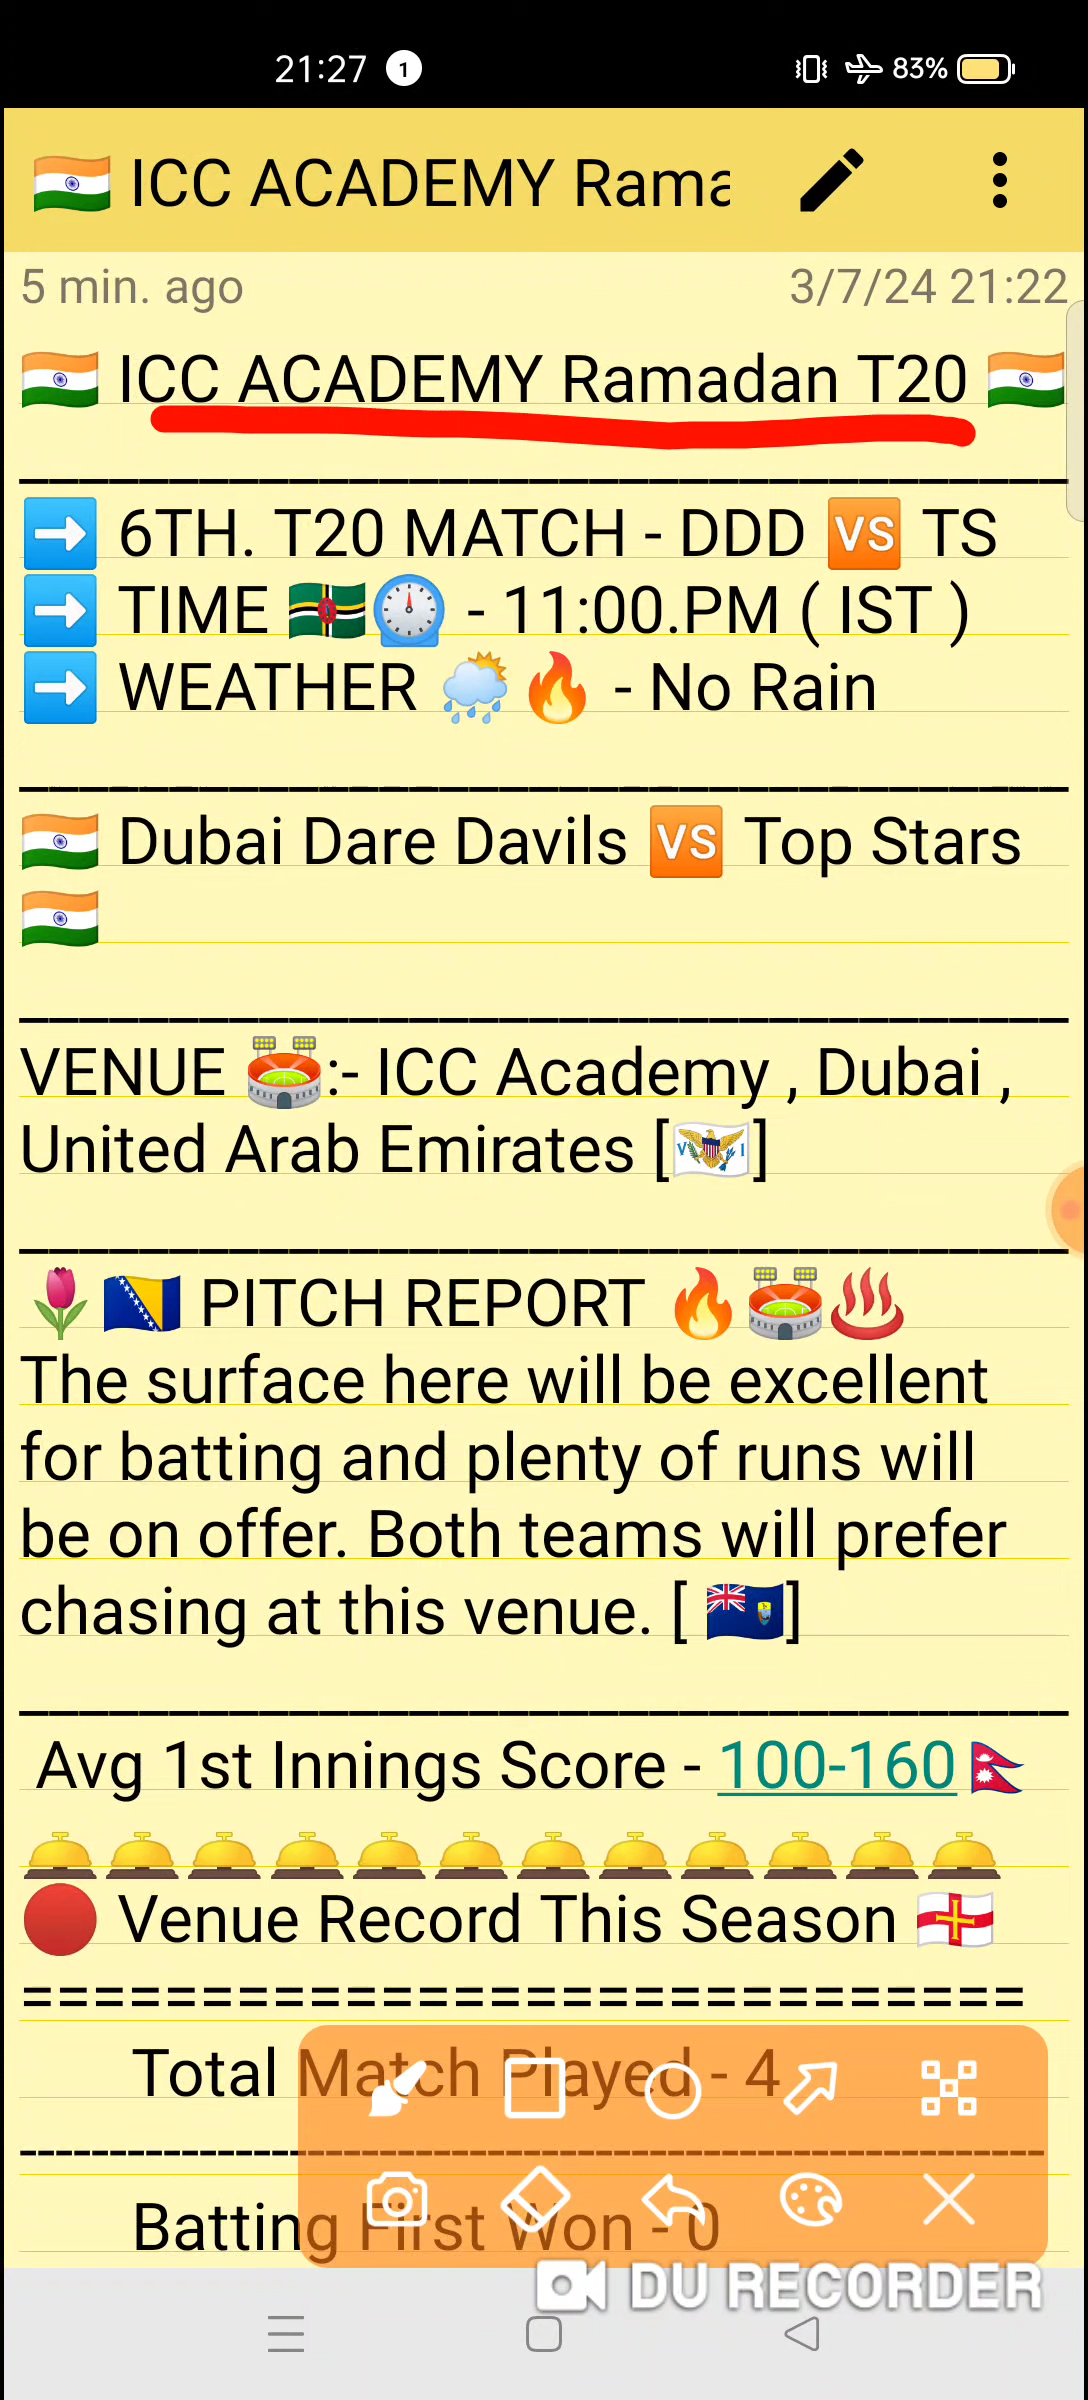 21:27 1 83%
🇮🇳 ICC ACADEMY Rama
5 min. ago 3/7/24 21:22
🇮🇳 ICC ACADEMY Ramadan T20 🇮🇳
➡️ 6TH. T20 MATCH - DDD 🆚 TS
➡️ TIME 🇩🇲⏲️ - 11:00.PM ( IST )
➡️ WEATHER 🌦️🔥 - No Rain
🇮🇳 Dubai Dare Davils 🆚 Top Stars
🇮🇳
VENUE 🏟️:- ICC Academy , Dubai ,
United Arab Emirates [🇻🇮]
🌷🇧🇦 PITCH REPORT 🔥🏟️♨️
The surface here will be excellent
for batting and plenty of runs will
be on offer. Both teams will prefer
chasing at this venue. [ 🇸🇭]
Avg 1st Innings Score - 100-160🇳🇵
🛎️🛎️🛎️🛎️🛎️🛎️🛎️🛎️🛎️🛎️🛎️🛎️
🔴 Venue Record This Season 🇬🇬
============================
Total Match Played - 4
Batting First Won - 0
DU RECORDER